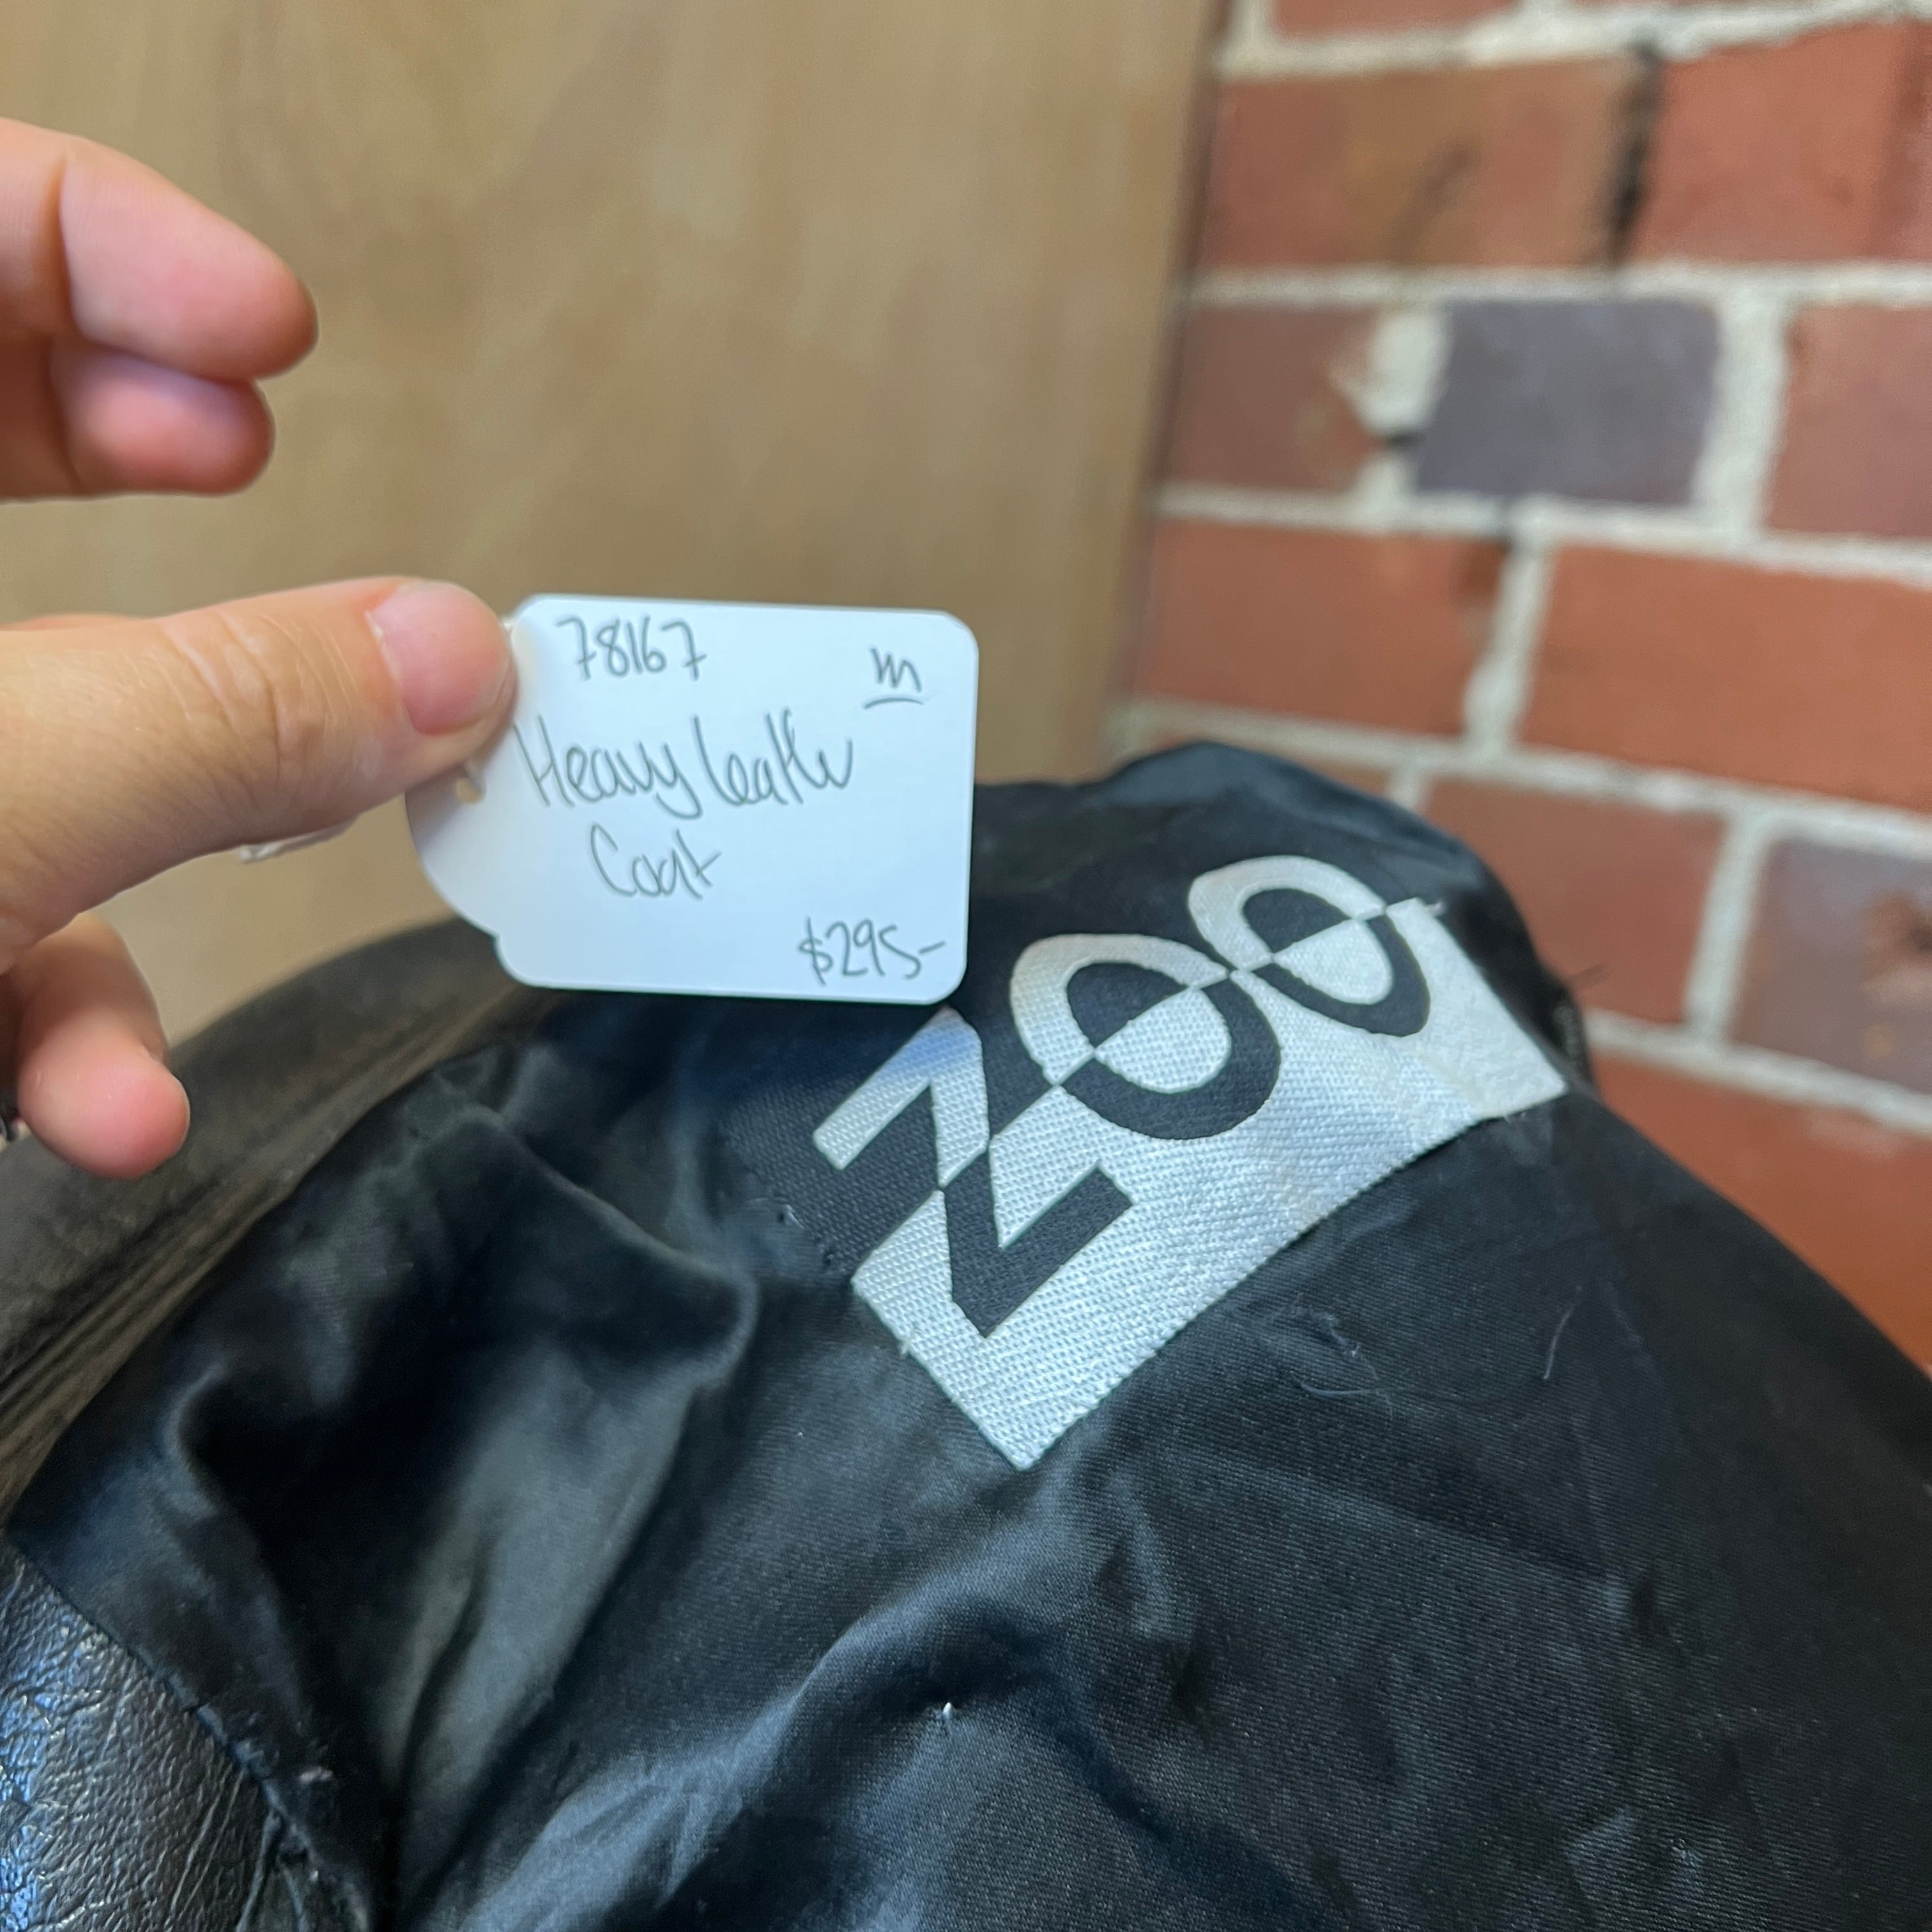 78167 m
Heavy leather
Coat
$295-
ZOO